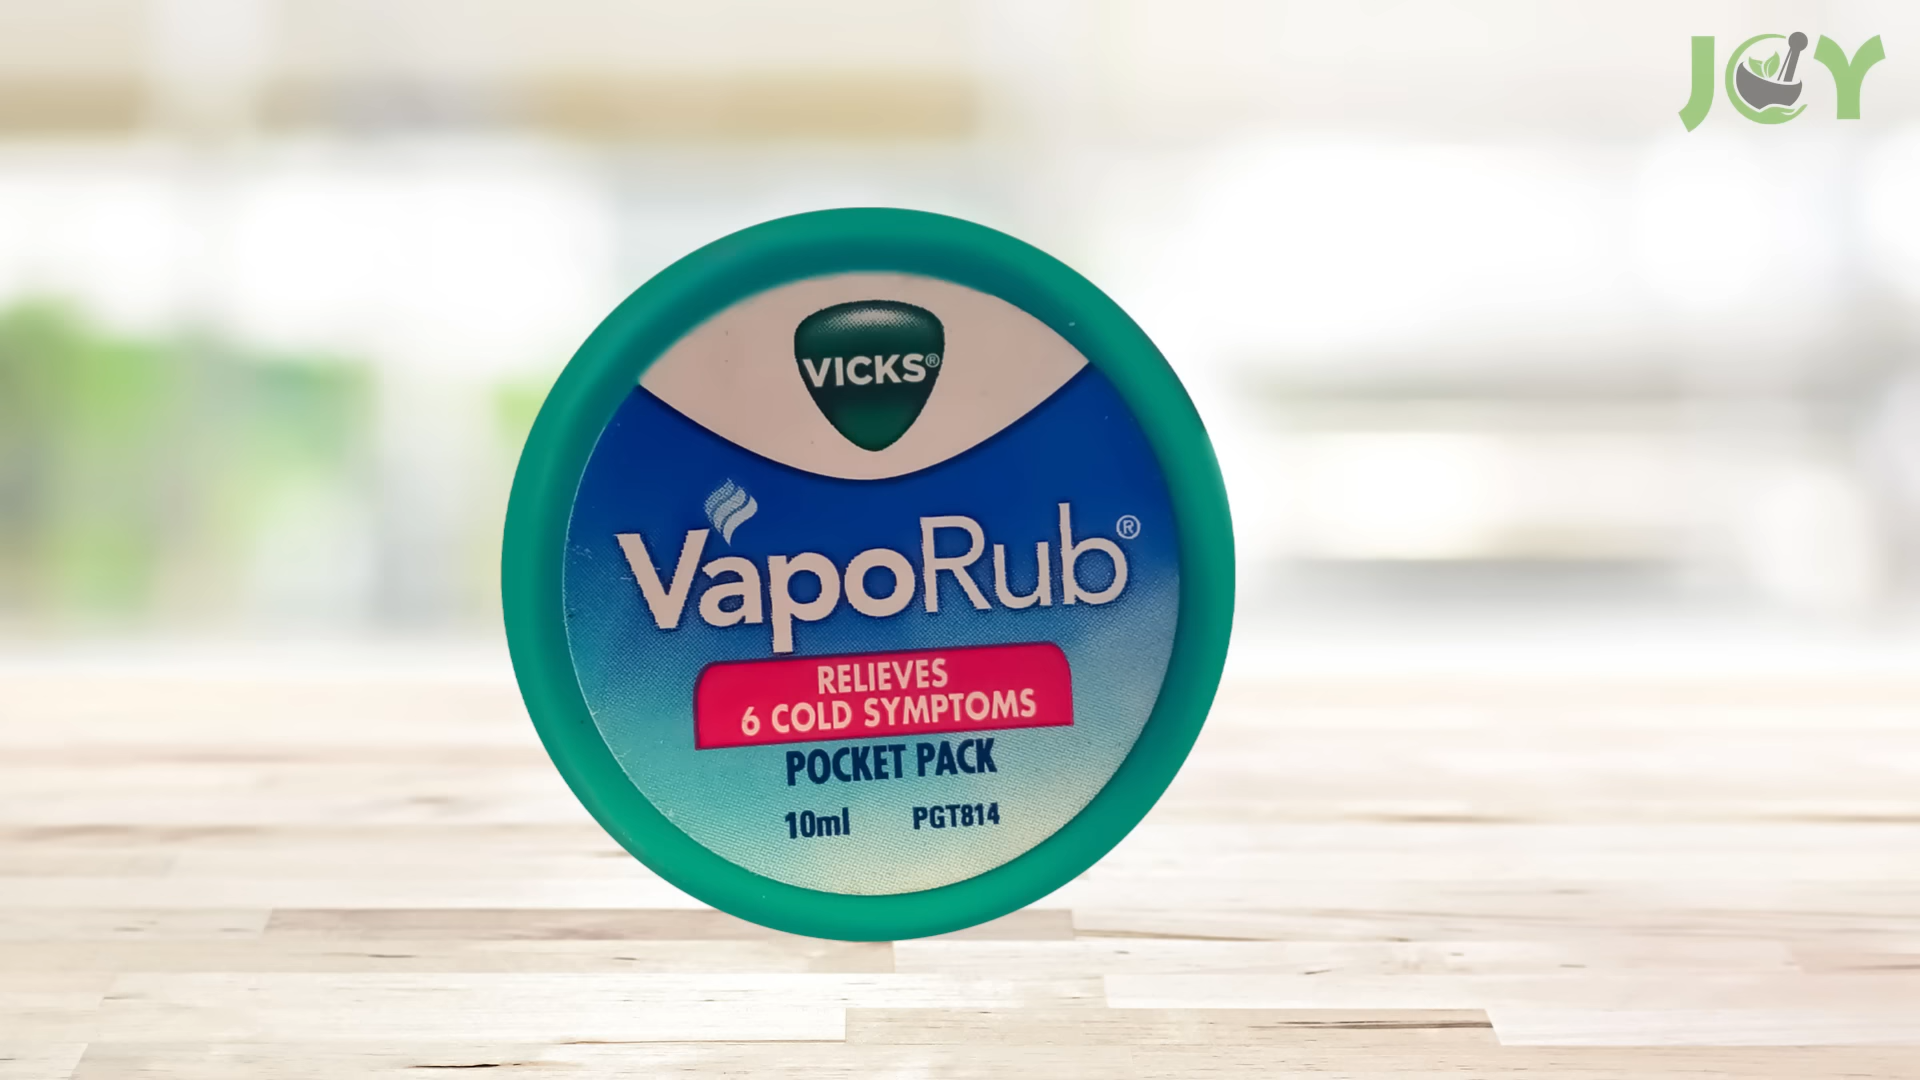 JOY
VICKS®
VapoRub®
RELIEVES
6 COLD SYMPTOMS
POCKET PACK
10ml PGT814